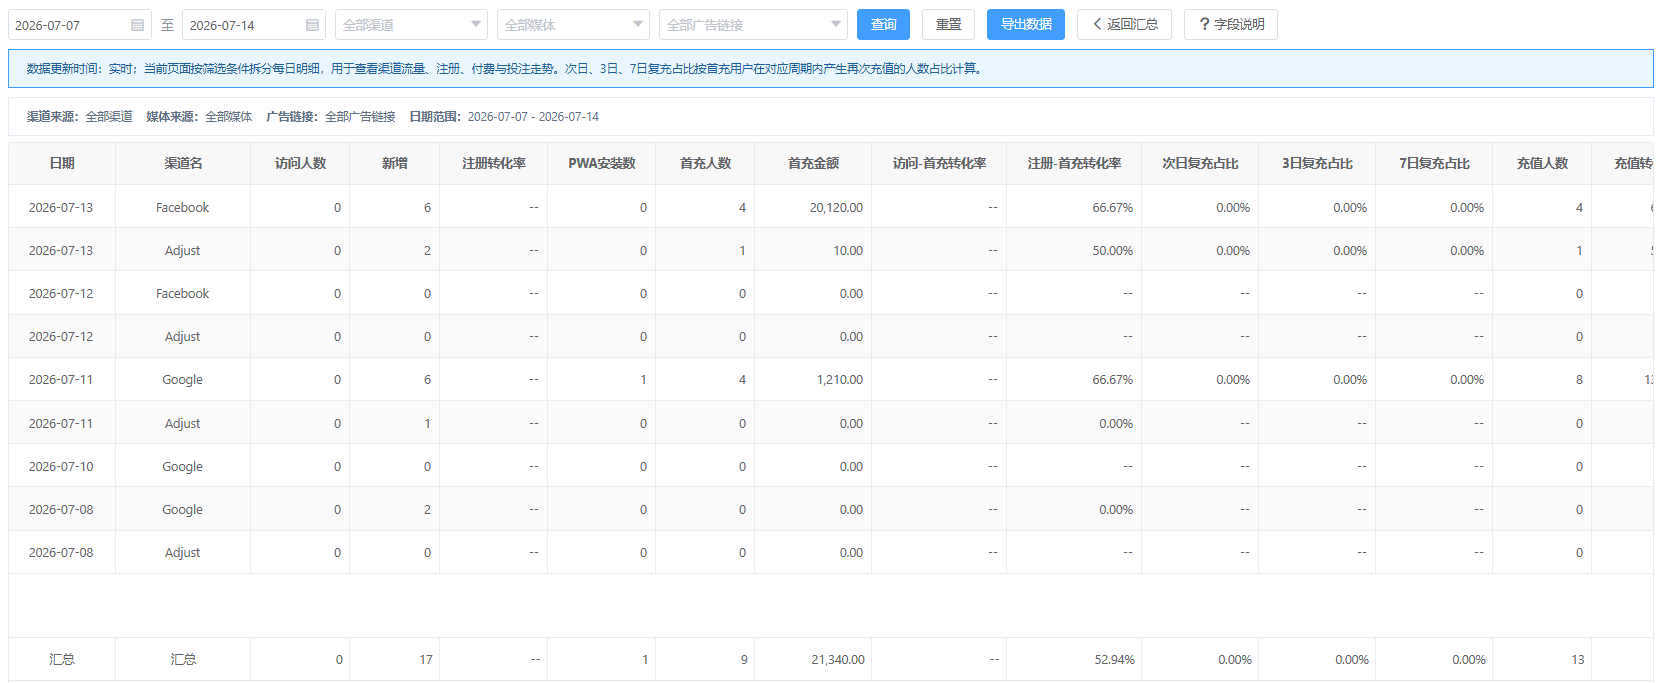 2026-07-07 至 2026-07-14 全部渠道 全部媒体 全部广告链接 查询 重置 导出数据 返回汇总 ? 字段说明
数据更新时间：实时；当前页面按筛选条件拆分每日明细，用于查看渠道流量、注册、付费与投注走势。次日、3日、7日复充占比按首充用户在对应周期内产生再次充值的人数占比计算。
渠道来源：全部渠道 媒体来源：全部媒体 广告链接：全部广告链接 日期范围：2026-07-07 - 2026-07-14
日期 渠道名 访问人数 新增 注册转化率 PWA安装数 首充人数 首充金额 访问-首充转化率 注册-首充转化率 次日复充占比 3日复充占比 7日复充占比 充值人数 充值转
2026-07-13 Facebook 0 6 -- 0 4 20,120.00 -- 66.67% 0.00% 0.00% 0.00% 4
2026-07-13 Adjust 0 2 -- 0 1 10.00 -- 50.00% 0.00% 0.00% 0.00% 1
2026-07-12 Facebook 0 0 -- 0 0 0.00 -- -- -- -- -- 0
2026-07-12 Adjust 0 0 -- 0 0 0.00 -- -- -- -- -- 0
2026-07-11 Google 0 6 -- 1 4 1,210.00 -- 66.67% 0.00% 0.00% 0.00% 8
2026-07-11 Adjust 0 1 -- 0 0 0.00 -- 0.00% -- -- -- 0
2026-07-10 Google 0 0 -- 0 0 0.00 -- -- -- -- -- 0
2026-07-08 Google 0 2 -- 0 0 0.00 -- 0.00% -- -- -- 0
2026-07-08 Adjust 0 0 -- 0 0 0.00 -- -- -- -- -- 0
汇总 汇总 0 17 -- 1 9 21,340.00 -- 52.94% 0.00% 0.00% 0.00% 13